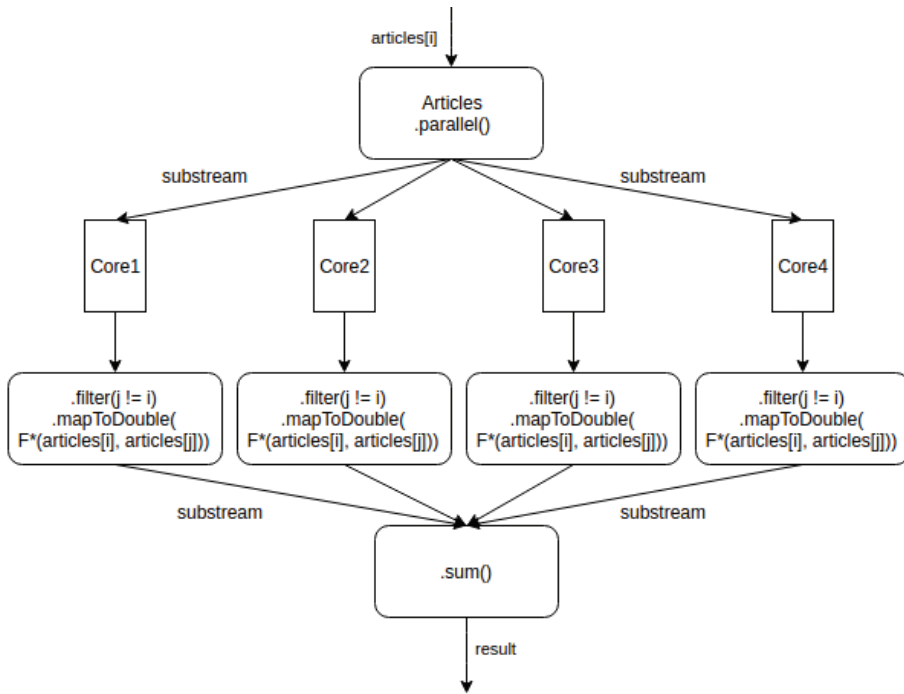 articles[i]
Articles
.parallel()
substream
substream
Core1
Core2
Core3
Core4
.filter(j != i)
.mapToDouble(
F*(articles[i], articles[j]))
.filter(j != i)
.mapToDouble(
F*(articles[i], articles[j]))
.filter(j != i)
.mapToDouble(
F*(articles[i], articles[j]))
.filter(j != i)
.mapToDouble(
F*(articles[i], articles[j]))
substream
substream
.sum()
result